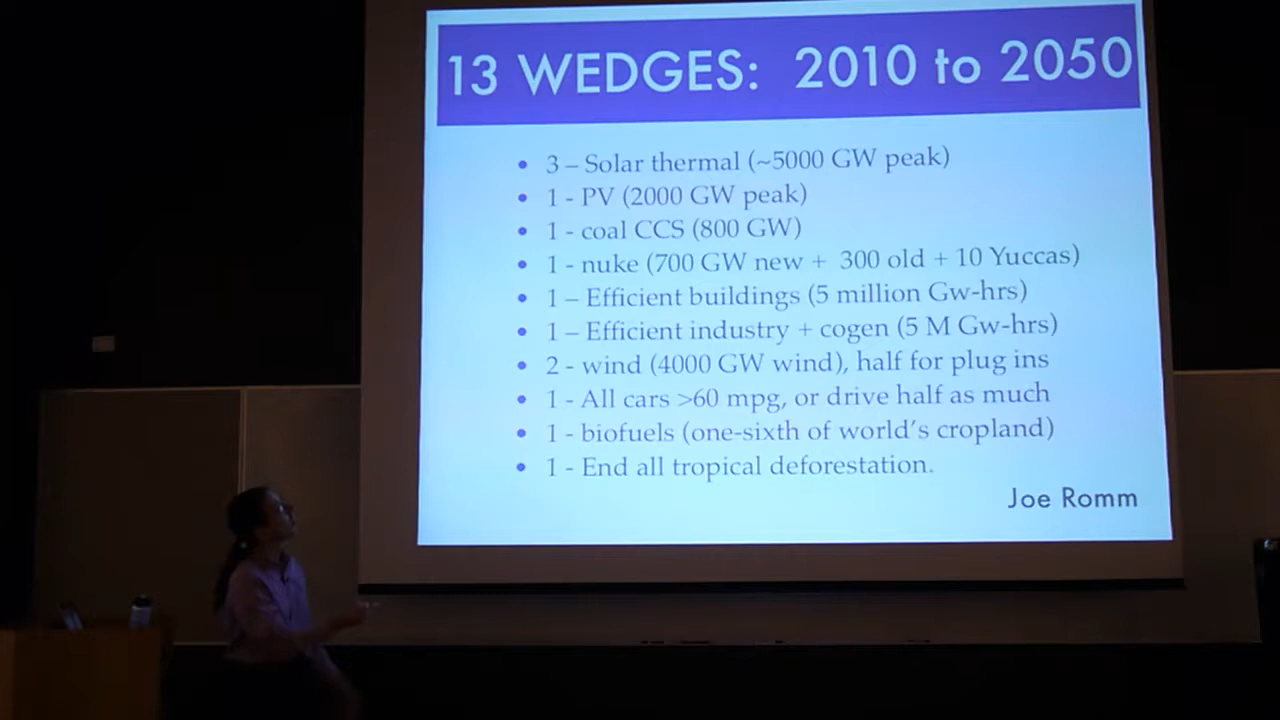 13 WEDGES: 2010 to 2050
• 3 – Solar thermal (~5000 GW peak)
• 1 - PV (2000 GW peak)
• 1 - coal CCS (800 GW)
• 1 - nuke (700 GW new + 300 old + 10 Yuccas)
• 1 – Efficient buildings (5 million Gw-hrs)
• 1 – Efficient industry + cogen (5 M Gw-hrs)
• 2 - wind (4000 GW wind), half for plug ins
• 1 - All cars >60 mpg, or drive half as much
• 1 - biofuels (one-sixth of world's cropland)
• 1 - End all tropical deforestation.
Joe Romm